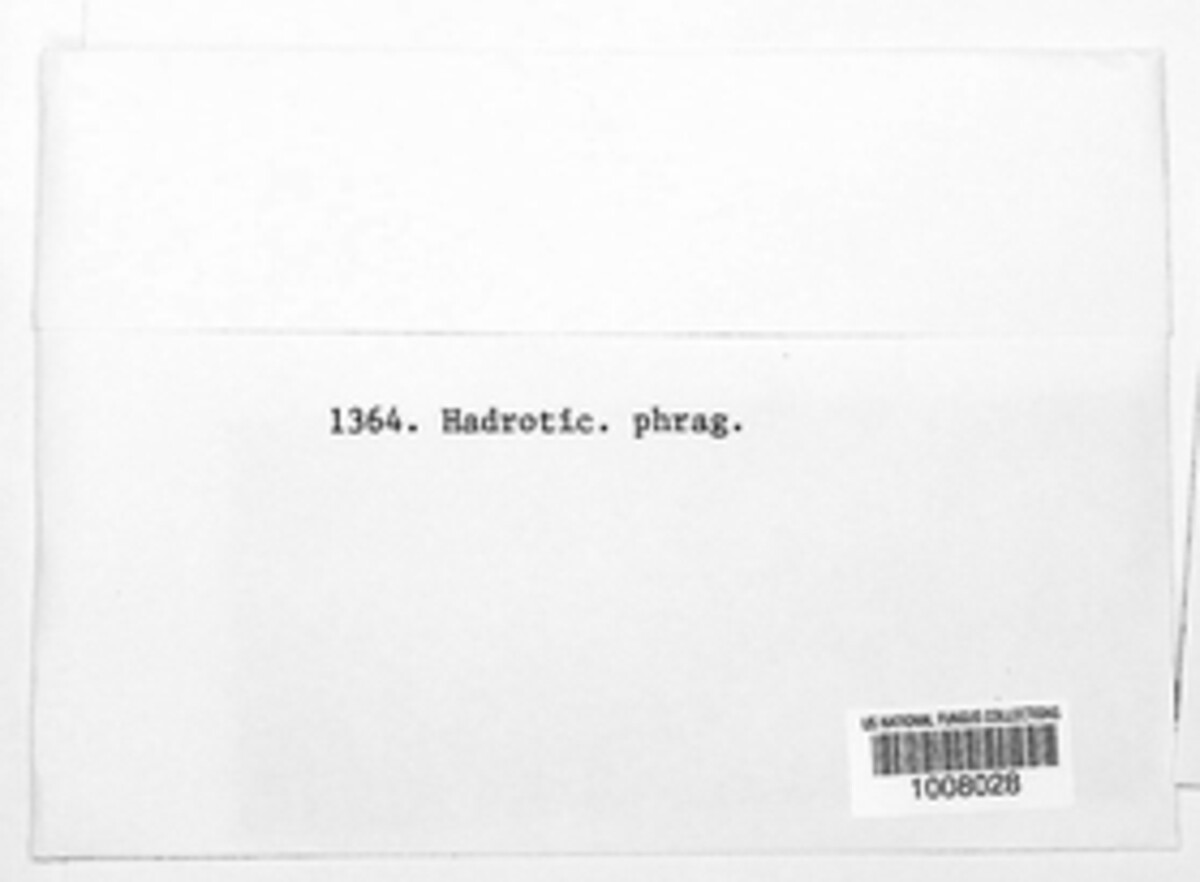 1364. Hadrotic. phrag.
US NATIONAL FUNGUS COLLECTIONS
1008028